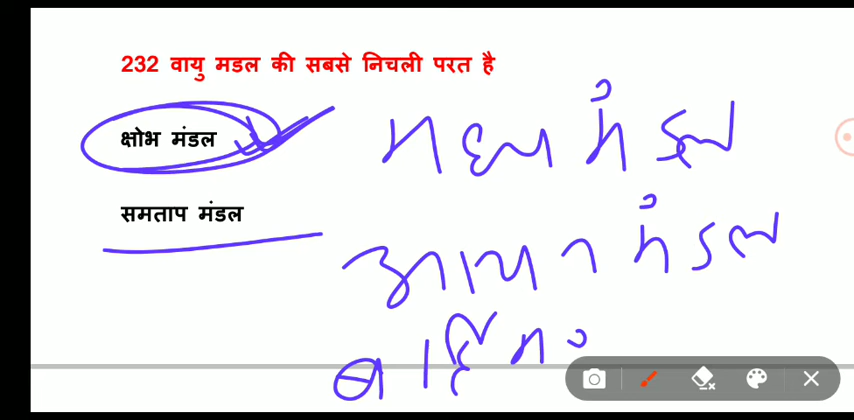 232 वायु मडल की सबसे निचली परत है
क्षोभ मंडल
मध्य मंडल
समताप मंडल
आयन मंडल